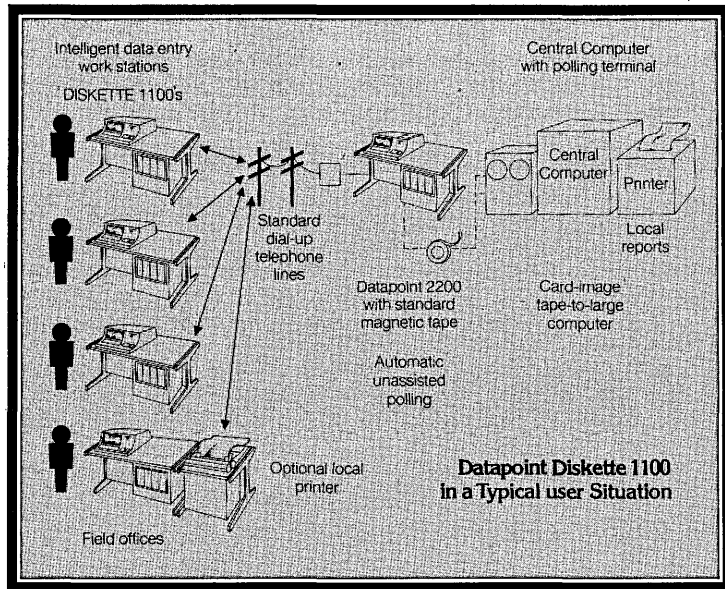 Intelligent data entry
work stations
DISKETTE 1100's
Central Computer
with polling terminal
Central
Computer
Printer
Local
reports
Standard
dial-up
telephone
lines
Datapoint 2200
with standard
magnetic tape
Card-image
tape-to-large
computer
Automatic
unassisted
polling
Optional local
printer
Field offices
Datapoint Diskette 1100
in a Typical user Situation